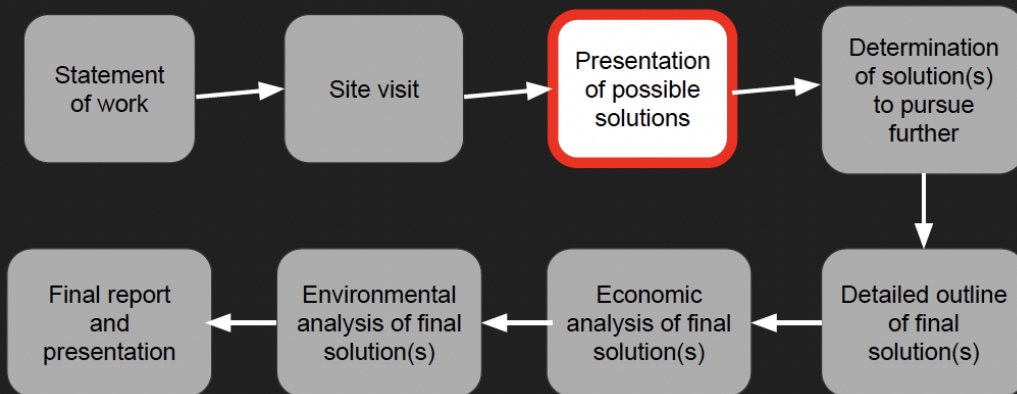 Statement
of work
Site visit
Presentation
of possible
solutions
Determination
of solution(s)
to pursue
further
Detailed outline
of final
solution(s)
Economic
analysis of final
solution(s)
Environmental
analysis of final
solution(s)
Final report
and
presentation